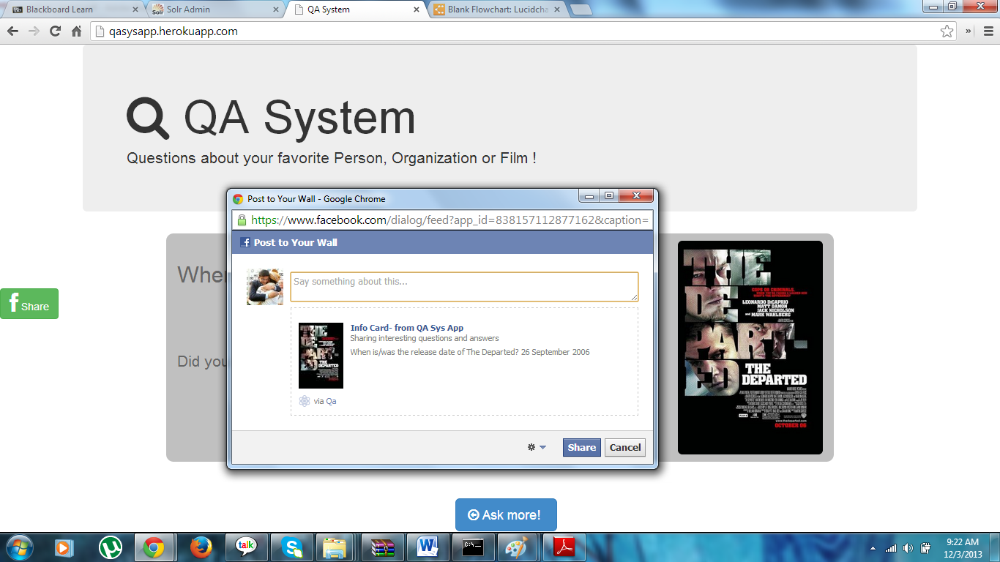 Blackboard Learn
Solr Admin
QA System
Blank Flowchart: Lucidcha
qasysapp.herokuapp.com
QA System
Questions about your favorite Person, Organization or Film !
Post to Your Wall - Google Chrome
https://www.facebook.com/dialog/feed?app_id=838157112877162&caption=
Post to Your Wall
Say something about this...
Info Card- from QA Sys App
Sharing interesting questions and answers
When is/was the release date of The Departed? 26 September 2006
via Qa
Share
Cancel
When
Did you
Share
THE
DE
PART
ED
COPS OR CRIMINALS.
LEONARDO DICAPRIO
MATT DAMON
JACK NICHOLSON
and MARK WAHLBERG
THE
DEPARTED
OCTOBER 06
Ask more!
talk
9:22 AM
12/3/2013